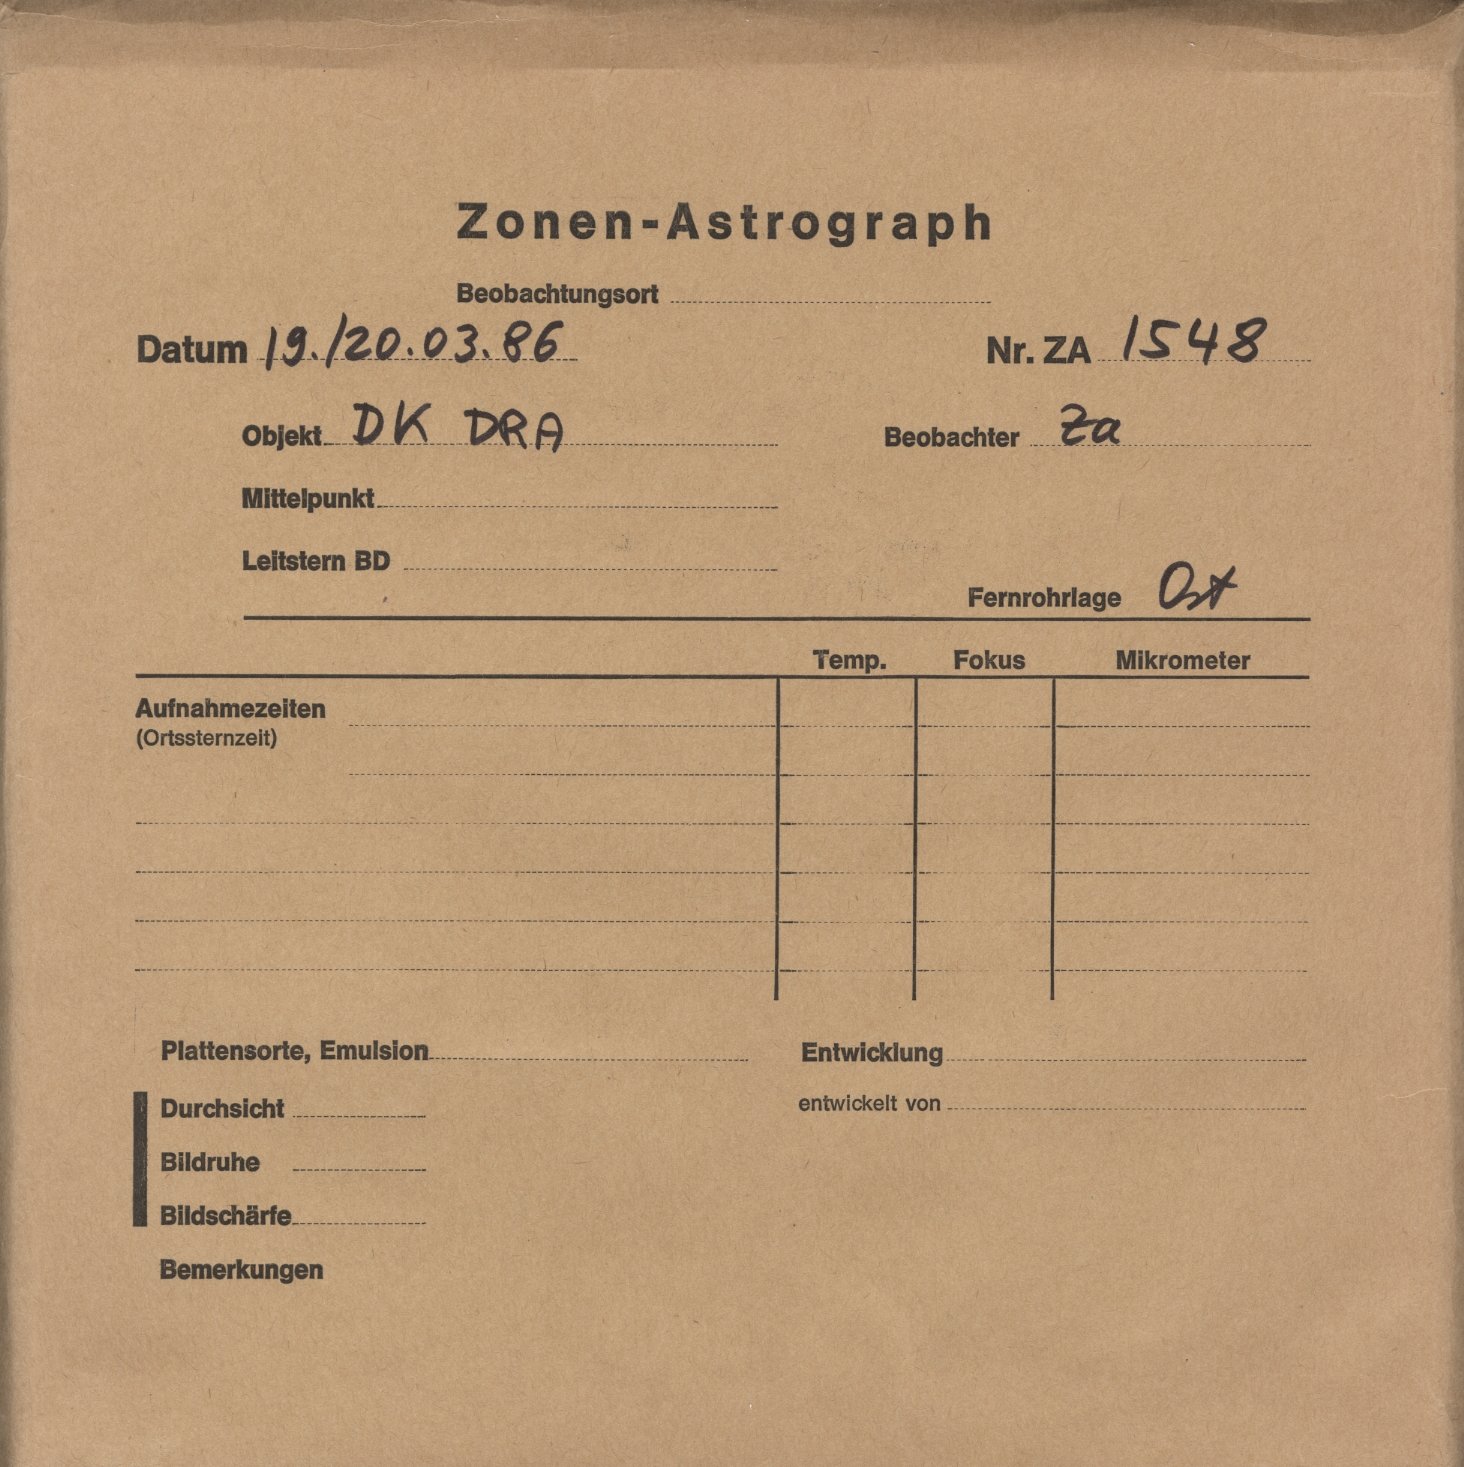 Zonen-Astrograph
Beobachtungsort
Datum 19./20.03.86 Nr. ZA 1548
Objekt DK DRA Beobachter Za
Mittelpunkt
Leitstern BD
Fernrohrlage Ost
Temp. Fokus Mikrometer
Aufnahmezeiten
(Ortssternzeit)
Plattensorte, Emulsion Entwicklung
Durchsicht entwickelt von
Bildruhe
Bildschärfe
Bemerkungen